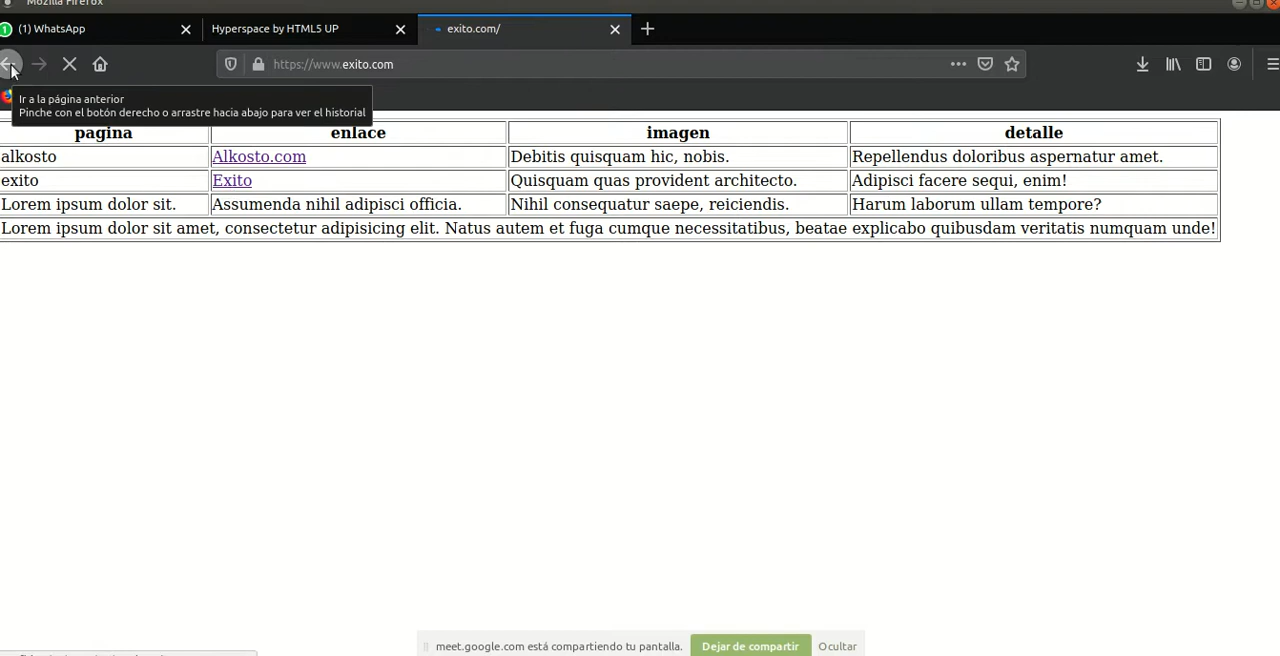 Mozilla Firefox
(1) WhatsApp
Hyperspace by HTML5 UP
exito.com/
https://www.exito.com
Ir a la página anterior
Pinche con el botón derecho o arrastre hacia abajo para ver el historial
pagina enlace imagen detalle
alkosto Alkosto.com Debitis quisquam hic, nobis. Repellendus doloribus aspernatur amet.
exito Exito Quisquam quas provident architecto. Adipisci facere sequi, enim!
Lorem ipsum dolor sit. Assumenda nihil adipisci officia. Nihil consequatur saepe, reiciendis. Harum laborum ullam tempore?
Lorem ipsum dolor sit amet, consectetur adipisicing elit. Natus autem et fuga cumque necessitatibus, beatae explicabo quibusdam veritatis numquam unde!
meet.google.com está compartiendo tu pantalla. Dejar de compartir Ocultar